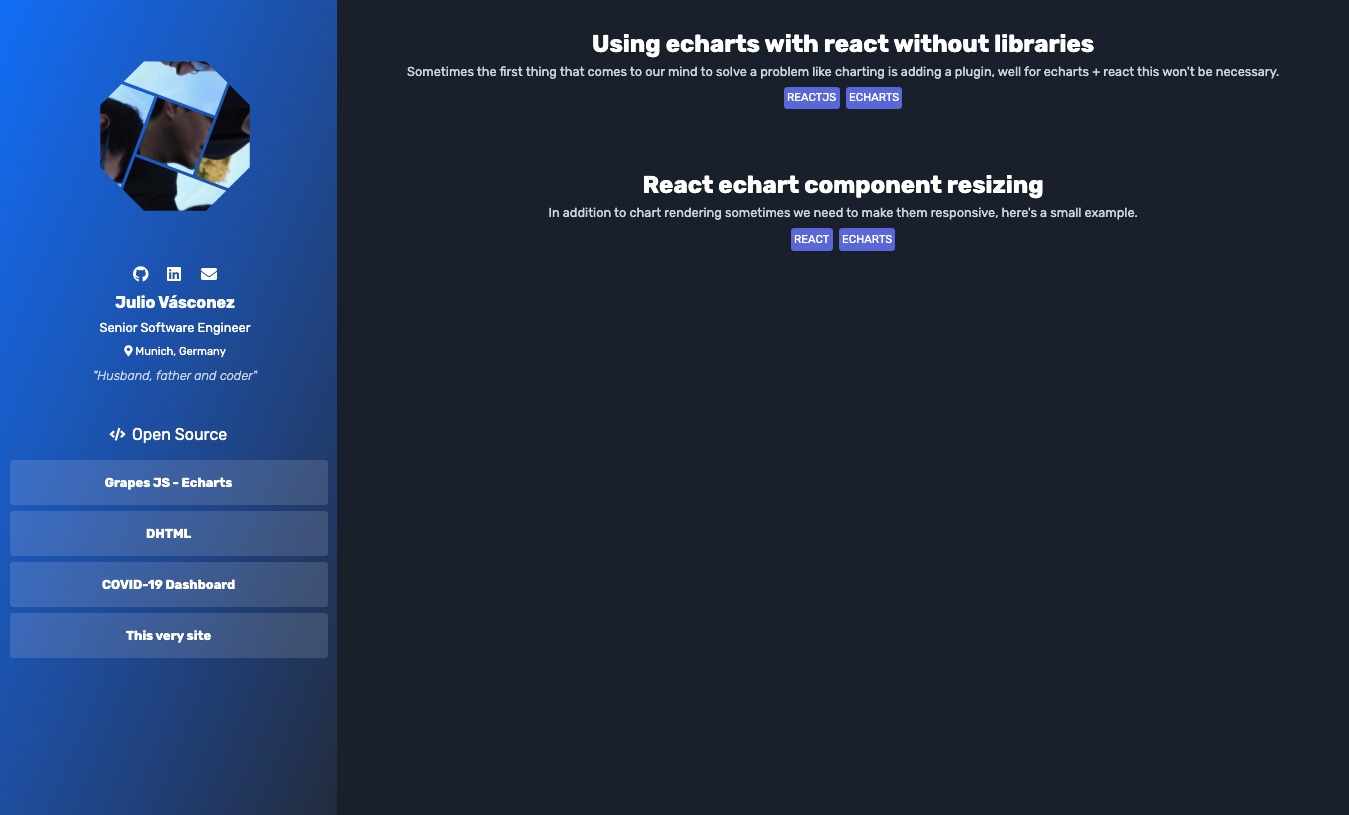 Julio Vásconez
Senior Software Engineer
Munich, Germany
"Husband, father and coder"
Open Source
Grapes JS - Echarts
DHTML
COVID-19 Dashboard
This very site
Using echarts with react without libraries
Sometimes the first thing that comes to our mind to solve a problem like charting is adding a plugin, well for echarts + react this won't be necessary.
REACTJS ECHARTS
React echart component resizing
In addition to chart rendering sometimes we need to make them responsive, here's a small example.
REACT ECHARTS